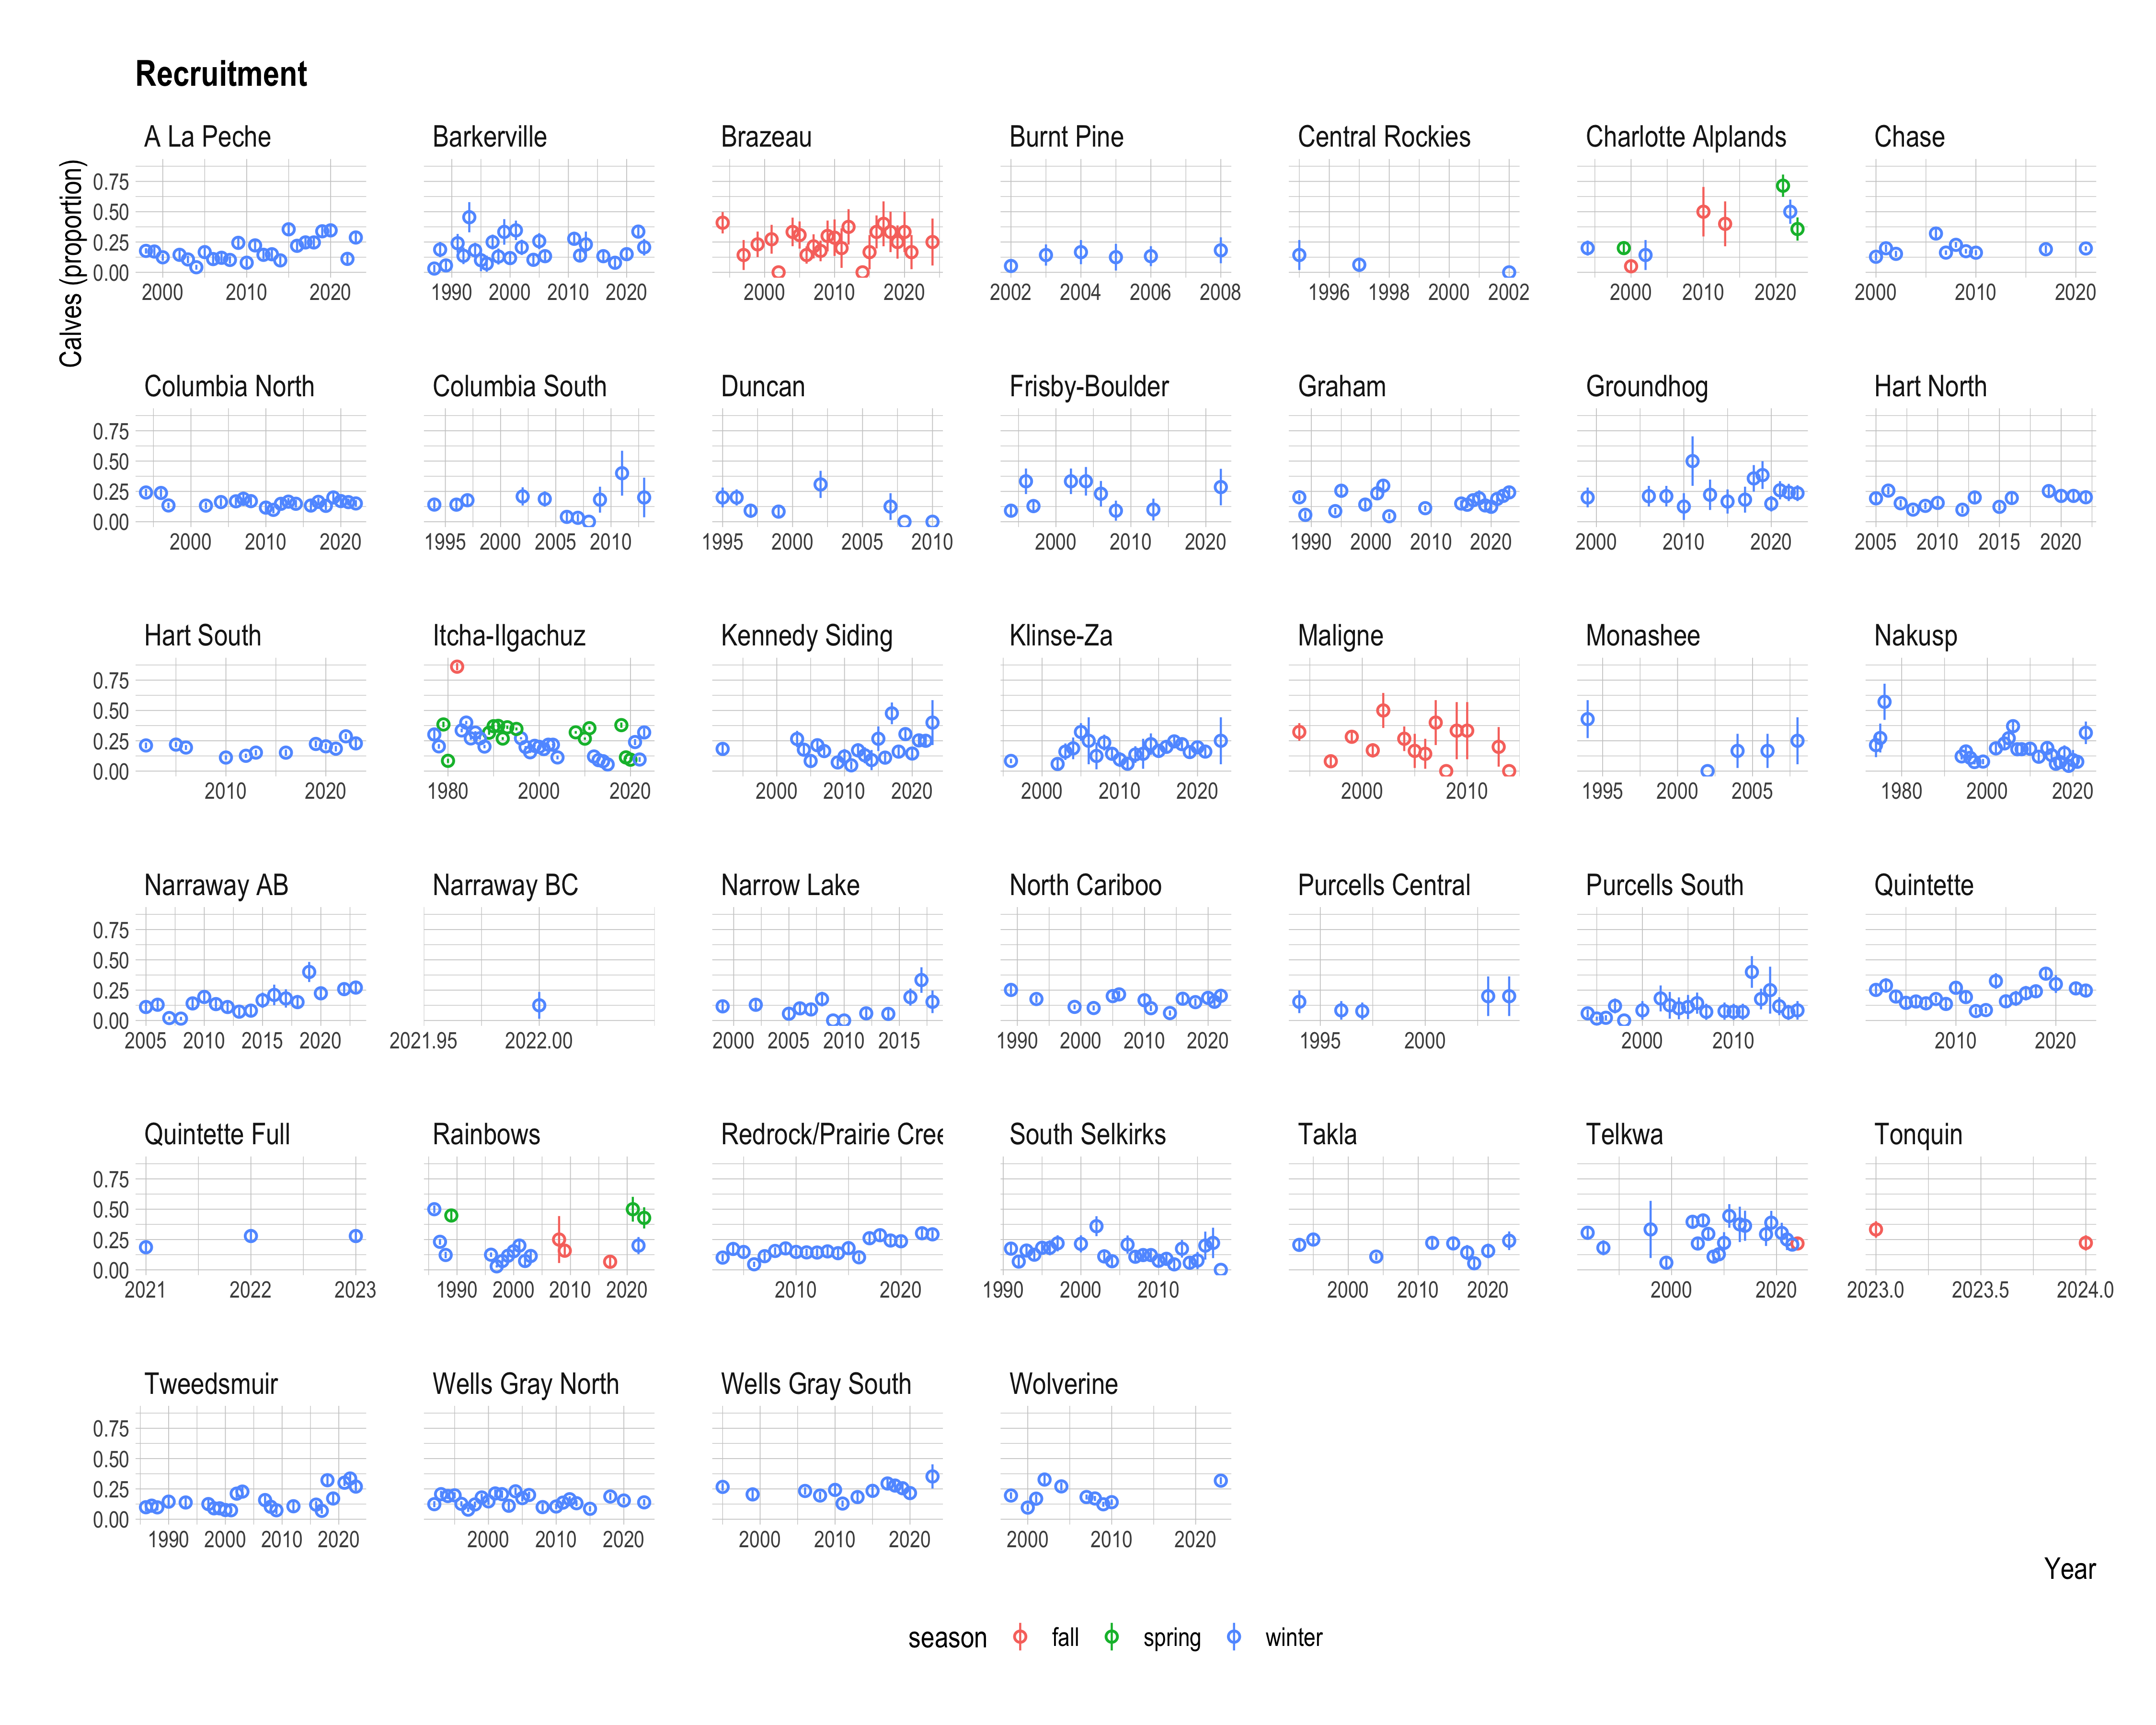 Recruitment
Calves (proportion)
A La Peche Barkerville Brazeau Burnt Pine Central Rockies Charlotte Alplands Chase
0.75
0.50
0.25
0.00
2000 2010 2020 1990 2000 2010 2020 2000 2010 2020 2002 2004 2006 2008 1996 1998 2000 2002 2000 2010 2020 2000 2010 2020
Columbia North Columbia South Duncan Frisby-Boulder Graham Groundhog Hart North
0.75
0.50
0.25
0.00
2000 2010 2020 1995 2000 2005 2010 1995 2000 2005 2010 2000 2010 2020 1990 2000 2010 2020 2000 2010 2020 2005 2010 2015 2020
Hart South Itcha-Ilgachuz Kennedy Siding Klinse-Za Maligne Monashee Nakusp
0.75
0.50
0.25
0.00
2010 2020 1980 2000 2020 2000 2010 2020 2000 2010 2020 2000 2010 1995 2000 2005 1980 2000 2020
Narraway AB Narraway BC Narrow Lake North Cariboo Purcells Central Purcells South Quintette
0.75
0.50
0.25
0.00
2005 2010 2015 2020 2021.95 2022.00 2000 2005 2010 2015 1990 2000 2010 2020 1995 2000 2000 2010 2010 2020
Quintette Full Rainbows Redrock/Prairie Cree South Selkirks Takla Telkwa Tonquin
0.75
0.50
0.25
0.00
2021 2022 2023 1990 2000 2010 2020 2010 2020 1990 2000 2010 2000 2010 2020 2000 2020 2023.0 2023.5 2024.0
Tweedsmuir Wells Gray North Wells Gray South Wolverine
0.75
0.50
0.25
0.00
1990 2000 2010 2020 2000 2010 2020 2000 2010 2020 2000 2010 2020
Year
season fall spring winter